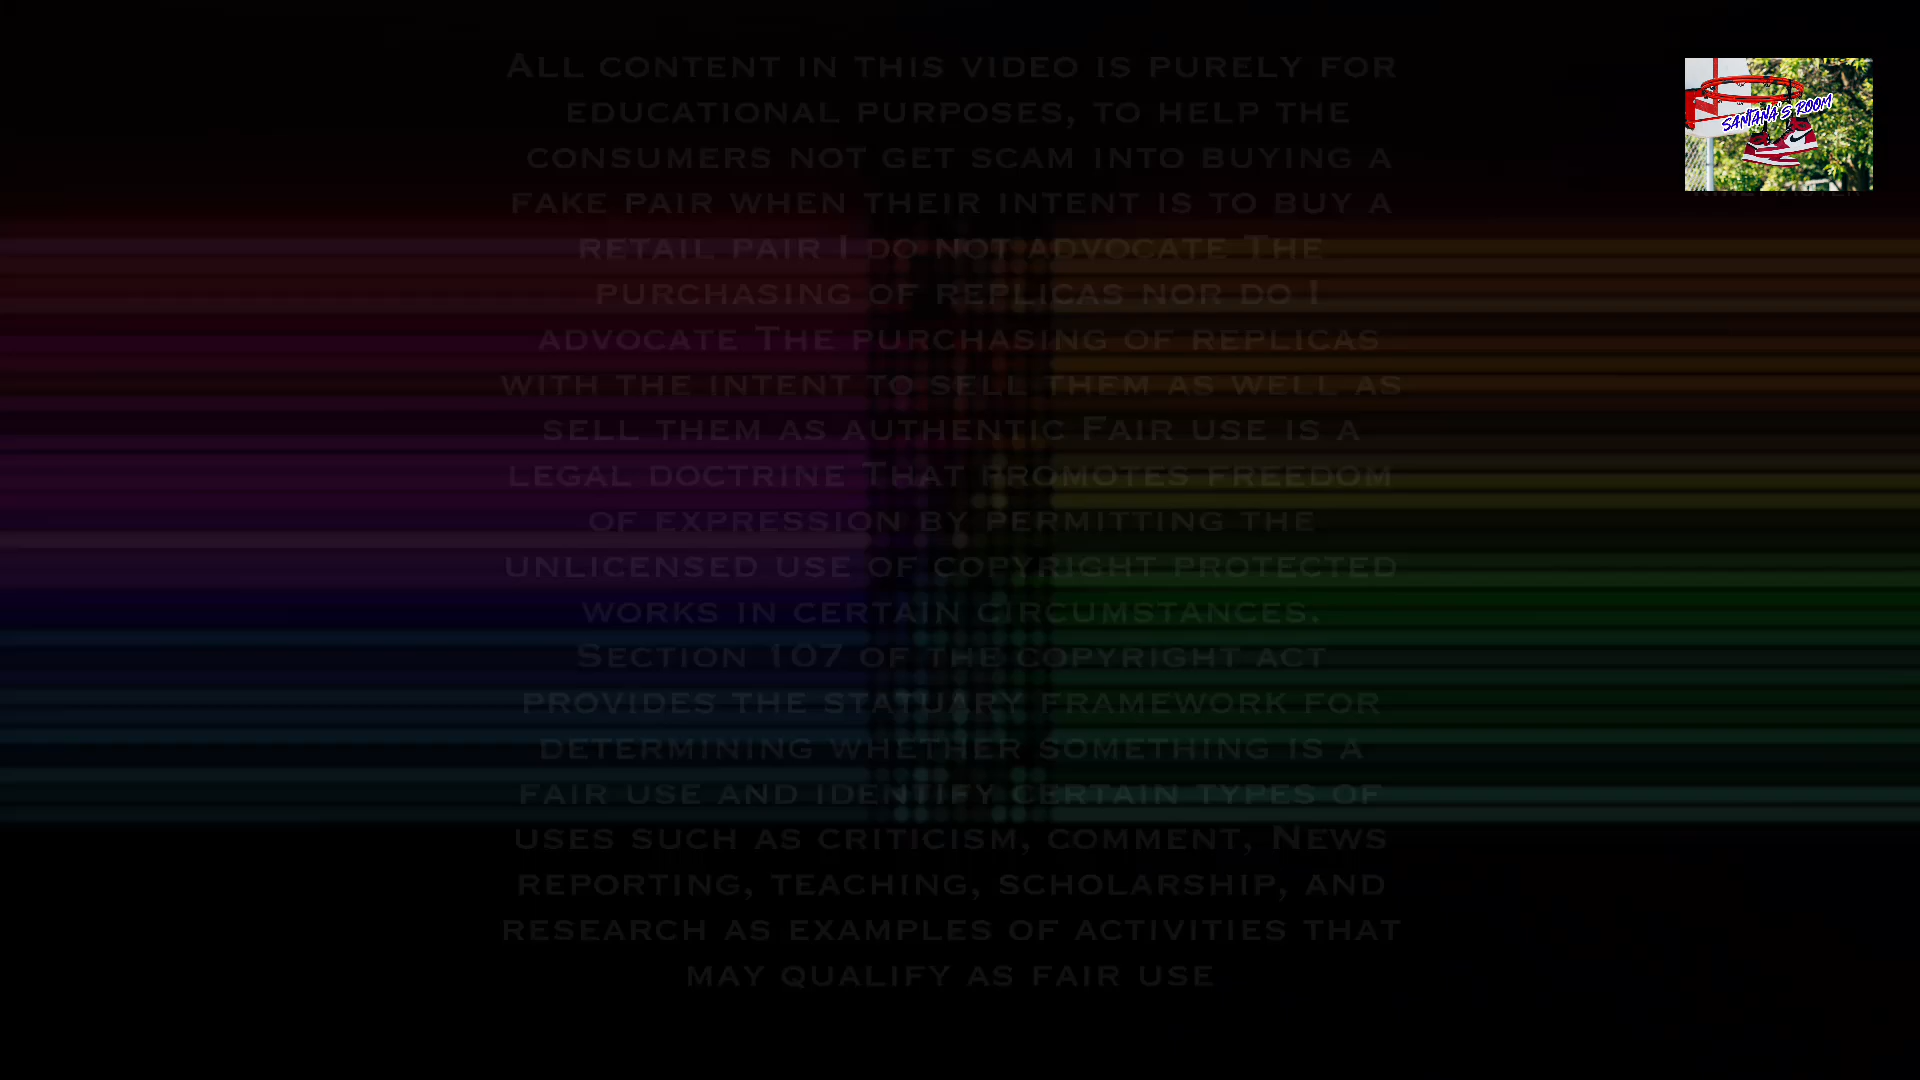 All content in this video is purely for
educational purposes, to help the
consumers not get scam into buying a
fake pair when their intent is to buy a
retail pair I do not advocate The
purchasing of replicas nor do I
advocate The purchasing of replicas
with the intent to sell them as well as
sell them as authentic Fair use is a
legal doctrine That promotes freedom
of expression by permitting the
unlicensed use of copyright protected
works in certain circumstances.
Section 107 of the copyright act
provides the statuary framework for
determining whether something is a
fair use and identify certain types of
uses such as criticism, comment, News
reporting, teaching, scholarship, and
research as examples of activities that
may qualify as fair use
SANTANA'S ROOM